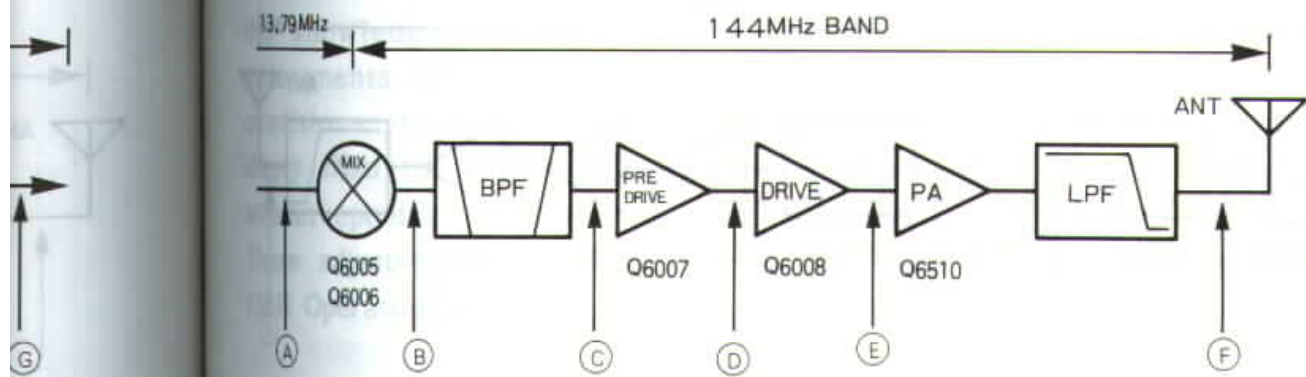 13.79MHz
144MHz BAND
ANT
MIX
BPF
PRE
DRIVE
DRIVE
PA
LPF
Q6005
Q6006
Q6007
Q6008
Q6510
G
A
B
C
D
E
F